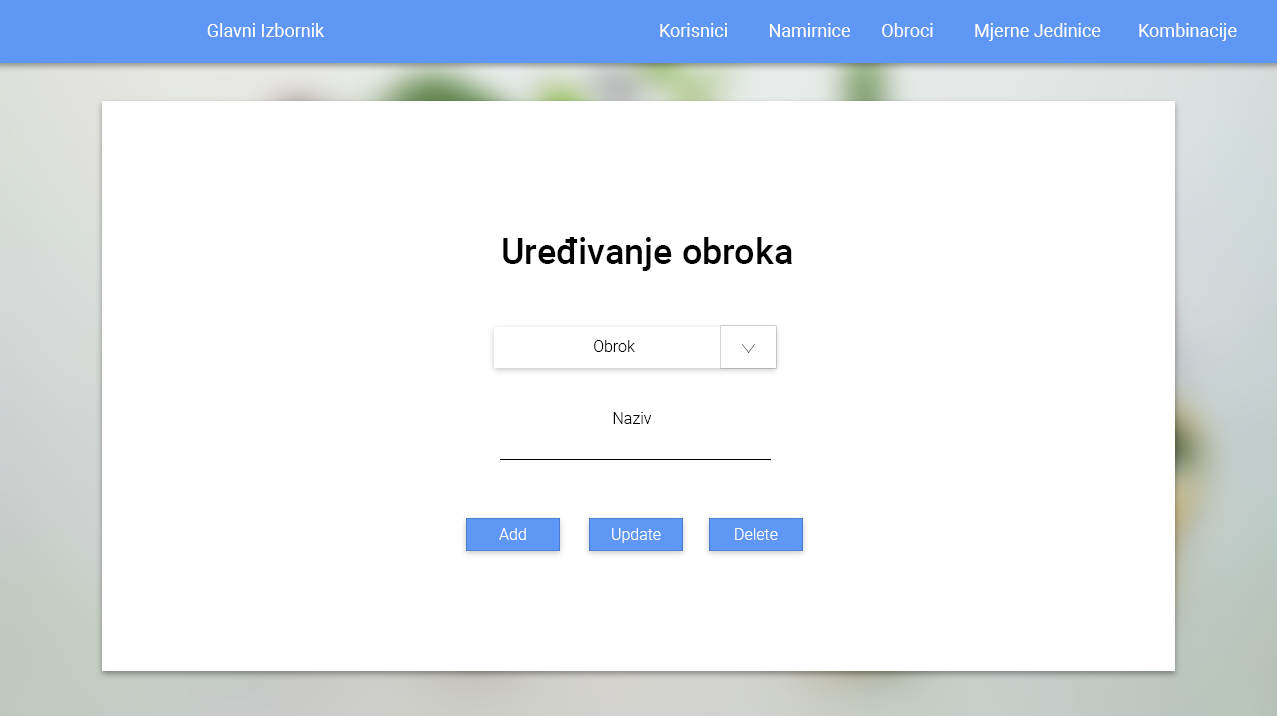 Glavni Izbornik Korisnici Namirnice Obroci Mjerne Jedinice Kombinacije
Uređivanje obroka
Obrok
Naziv
Add Update Delete